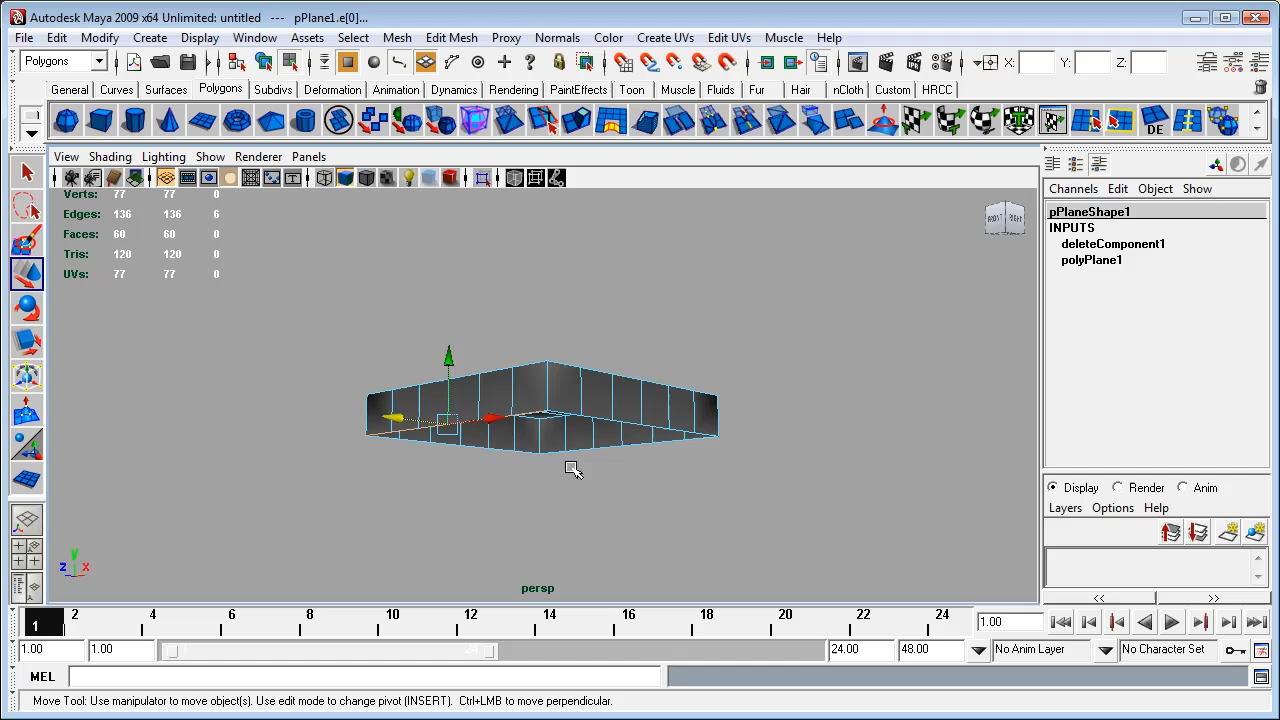 Autodesk Maya 2009 x64 Unlimited: untitled --- pPlane1.e[0]...
File Edit Modify Create Display Window Assets Select Mesh Edit Mesh Proxy Normals Color Create UVs Edit UVs Muscle Help
Polygons X: Y: Z:
General Curves Surfaces Polygons Subdivs Deformation Animation Dynamics Rendering PaintEffects Toon Muscle Fluids Fur Hair nCloth Custom HRCC
DE
View Shading Lighting Show Renderer Panels
Channels Edit Object Show
Verts: 77 77 0
Edges: 136 136 6
Faces: 60 60 0
Tris: 120 120 0
UVs: 77 77 0
FRONT RIGHT
pPlaneShape1
INPUTS
deleteComponent1
polyPlane1
Display Render Anim
Layers Options Help
y
z x
persp
<< >>
1 2 4 6 8 10 12 14 16 18 20 22 24 1.00
1.00 1.00 24 24.00 48.00 No Anim Layer No Character Set
MEL
Move Tool: Use manipulator to move object(s). Use edit mode to change pivot (INSERT). Ctrl+LMB to move perpendicular.